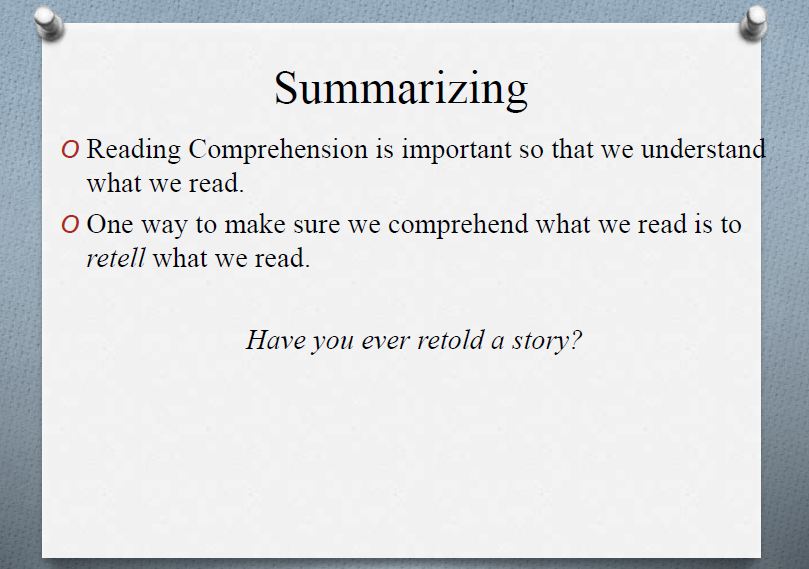 Summarizing
O Reading Comprehension is important so that we understand
what we read.
O One way to make sure we comprehend what we read is to
retell what we read.
Have you ever retold a story?